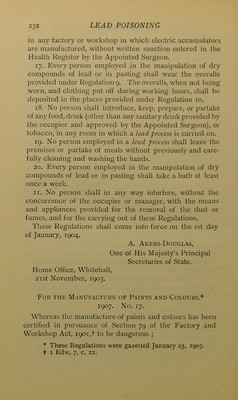 232 LEAD POISONING
in any factory or workshop in which electric accumulators
are manufactured, without written sanction entered in the
Health Register by the Appointed Surgeon.
17. Every person employed in the manipulation of dry
compounds of lead or in pasting shall wear the overalls
provided under Regulation 9. The overalls, when not being
worn, and clothing put off during working hours, shall be
deposited in the places provided under Regulation 10.
18. No person shall introduce, keep, prepare, or partake
of any food, drink (other than any sanitary drink provided by
the occupier and approved by the Appointed Surgeon), or
tobacco, in any room in which a lead process is carried on.
19. No person employed in a lead process shall leave the
premises or partake of meals without previously and care-
fully cleaning and washing the hands.
20. Every person employed in the manipulation of dry
compounds of lead or in pasting shall take a bath at least
once a week.
21. No person shall in any way interfere, without the
concurrence of the occupier or manager, with the means
and appliances provided for the removal of the dust or
fumes, and for the carrying out of these Regulations.
These Regulations shall come into force on the 1st day
of January, 1904.
A. Akers-Douglas,
One of His Majesty's Principal
Secretaries of State.
Home Office, Whitehall,
21st November, 1903.
For the Manufacture of Paints and Colours.*
1907. No. 17.
Whereas the manufacture of paints and colours has been
certified in pursuance of Section 79 of the Factory and
Workshop Act, 1901,† to be dangerous ;
* These Regulations were gazetted January 25, 1907.
† 1 Edw. 7, c. 22.